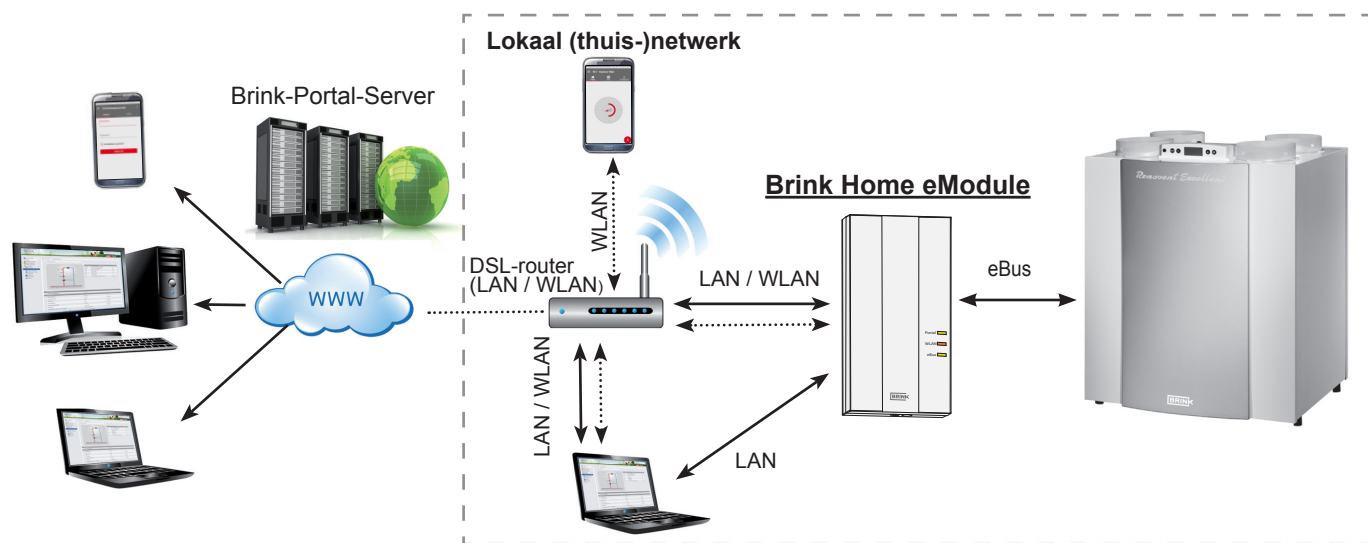 Lokaal (thuis-)netwerk
Brink-Portal-Server
WLAN
Brink Home eModule
Renovent Excellent
DSL-router
(LAN / WLAN)
WWW
LAN / WLAN
eBus
Portal
WLAN
eBus
LAN / WLAN
BRINK
BRINK
LAN